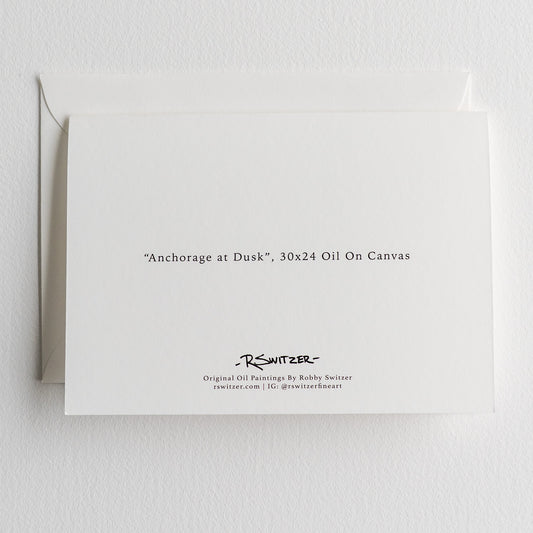 “Anchorage at Dusk”, 30x24 Oil On Canvas
-RSWITZER-
Original Oil Paintings By Robby Switzer
rswitzer.com | IG: @rswitzerfineart